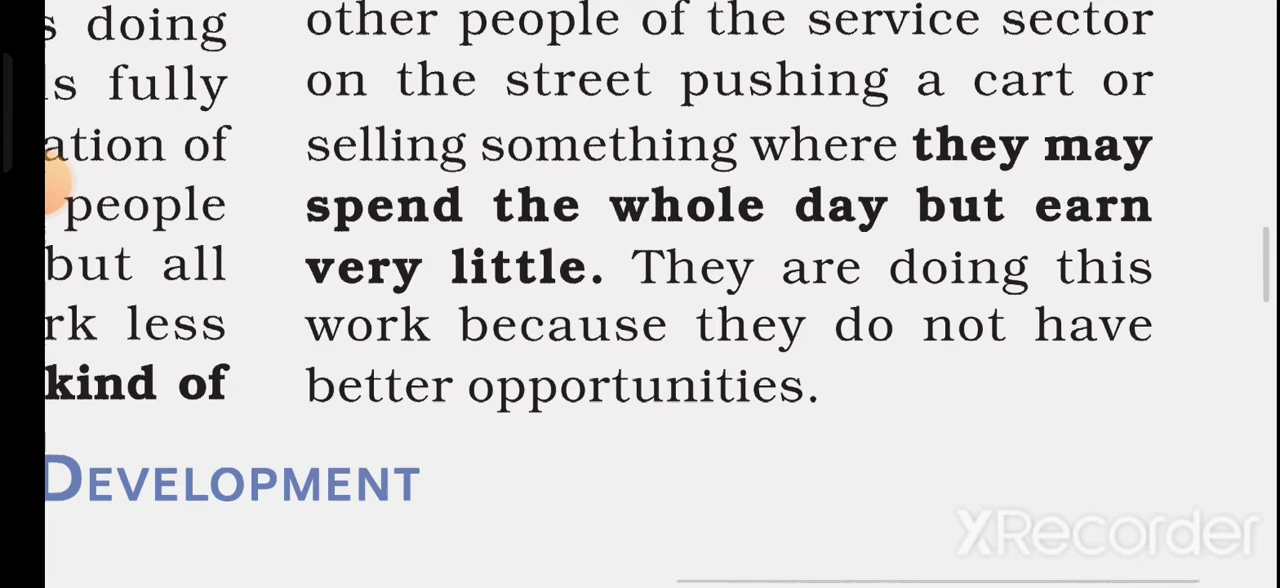 s doing
s fully
ation of
people
but all
rk less
kind of
other people of the service sector
on the street pushing a cart or
selling something where they may
spend the whole day but earn
very little. They are doing this
work because they do not have
better opportunities.
DEVELOPMENT
XRecorder